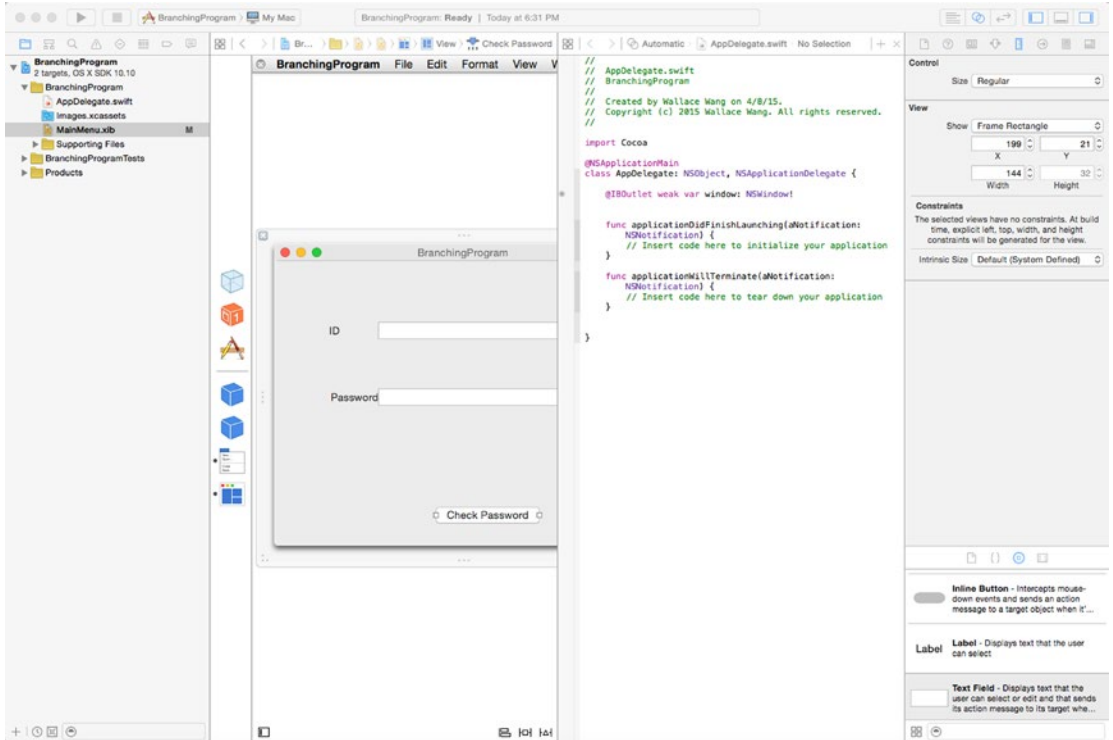 BranchingProgram
My Mac
BranchingProgram: Ready | Today at 6:31 PM
BranchingProgram
2 targets, OS X SDK 10.10
BranchingProgram
AppDelegate.swift
Images.xcassets
MainMenu.xib M
Supporting Files
BranchingProgramTests
Products
Br...
View
Check Password
BranchingProgram File Edit Format View
BranchingProgram
ID
Password
Check Password
Automatic
AppDelegate.swift
No Selection
//
// AppDelegate.swift
// BranchingProgram
//
// Created by Wallace Wang on 4/8/15.
// Copyright (c) 2015 Wallace Wang. All rights reserved.
//
import Cocoa
@NSApplicationMain
class AppDelegate: NSObject, NSApplicationDelegate {
@IBOutlet weak var window: NSWindow!
func applicationDidFinishLaunching(aNotification:
NSNotification) {
// Insert code here to initialize your application
}
func applicationWillTerminate(aNotification:
NSNotification) {
// Insert code here to tear down your application
}
}
Control
Size Regular
View
Show Frame Rectangle
199 21
X Y
144 32
Width Height
Constraints
The selected views have no constraints. At build
time, explicit left, top, width, and height
constraints will be generated for the view.
Intrinsic Size Default (System Defined)
Inline Button - Intercepts mouse-
down events and sends an action
message to a target object when it'...
Label
Label - Displays text that the user
can select
Text Field - Displays text that the
user can select or edit and that sends
its action message to its target whe...